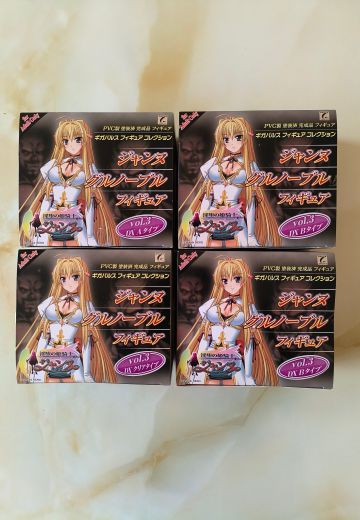 For Adult Only
PVC製 塗装済 完成品 フィギュア
ギガパルス フィギュア コレクション
ジャンヌ
グルノーブル
フィギュア
vol.3
DX Aタイプ
For Adult Only
PVC製 塗装済 完成品 フィギュア
ギガパルス フィギュア コレクション
ジャンヌ
グルノーブル
フィギュア
vol.3
DX Bタイプ
For Adult Only
PVC製 塗装済 完成品 フィギュア
ギガパルス フィギュア コレクション
ジャンヌ
グルノーブル
フィギュア
vol.3
DX クリアタイプ
PVC製 塗装済 完成品 フィギュア
ギガパルス フィギュア コレクション
ジャンヌ
グルノーブル
フィギュア
vol.3
DX Bタイプ